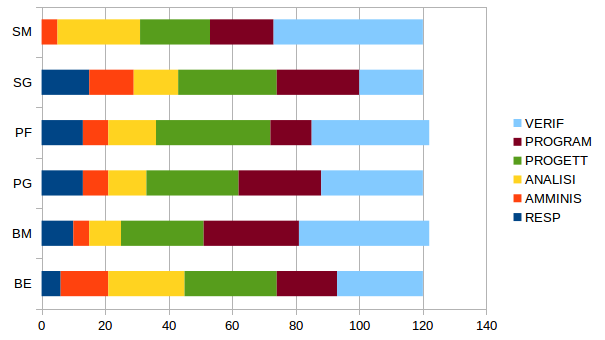 SM
SG
PF
PG
BM
BE
0 20 40 60 80 100 120 140
VERIF
PROGRAM
PROGETT
ANALISI
AMMINIS
RESP